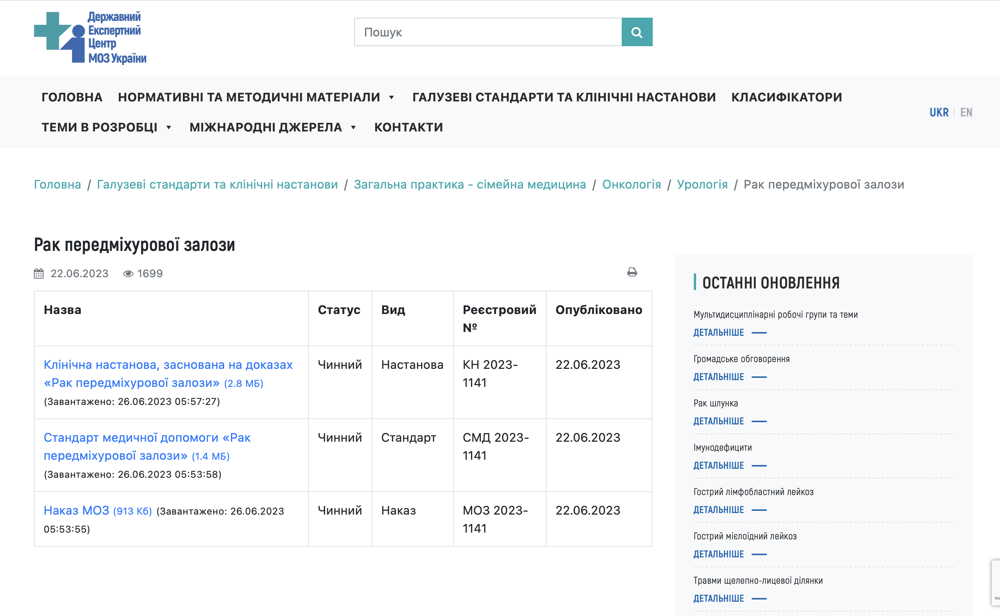 Державний
Експертний
Центр
МОЗ України
Пошук
ГОЛОВНА НОРМАТИВНІ ТА МЕТОДИЧНІ МАТЕРІАЛИ ГАЛУЗЕВІ СТАНДАРТИ ТА КЛІНІЧНІ НАСТАНОВИ КЛАСИФІКАТОРИ
ТЕМИ В РОЗРОБЦІ МІЖНАРОДНІ ДЖЕРЕЛА КОНТАКТИ
UKR | EN
Головна / Галузеві стандарти та клінічні настанови / Загальна практика - сімейна медицина / Онкологія / Урологія / Рак передміхурової залози
Рак передміхурової залози
22.06.2023 1699
Назва Статус Вид Реєстровий Опубліковано
№
Клінічна настанова, заснована на доказах Чинний Настанова КН 2023- 22.06.2023
«Рак передміхурової залози» (2.8 МБ) 1141
(Завантажено: 26.06.2023 05:57:27)
Стандарт медичної допомоги «Рак Чинний Стандарт СМД 2023- 22.06.2023
передміхурової залози» (1.4 МБ) 1141
(Завантажено: 26.06.2023 05:53:58)
Наказ МОЗ (913 Кб) (Завантажено: 26.06.2023 Чинний Наказ МОЗ 2023- 22.06.2023
05:53:55) 1141
ОСТАННІ ОНОВЛЕННЯ
Мультидисциплінарні робочі групи та теми
ДЕТАЛЬНІШЕ
Громадське обговорення
ДЕТАЛЬНІШЕ
Рак шлунка
ДЕТАЛЬНІШЕ
Імунодефіцити
ДЕТАЛЬНІШЕ
Гострий лімфобластний лейкоз
ДЕТАЛЬНІШЕ
Гострий мієлоїдний лейкоз
ДЕТАЛЬНІШЕ
Травми щелепно-лицевої ділянки
ДЕТАЛЬНІШЕ